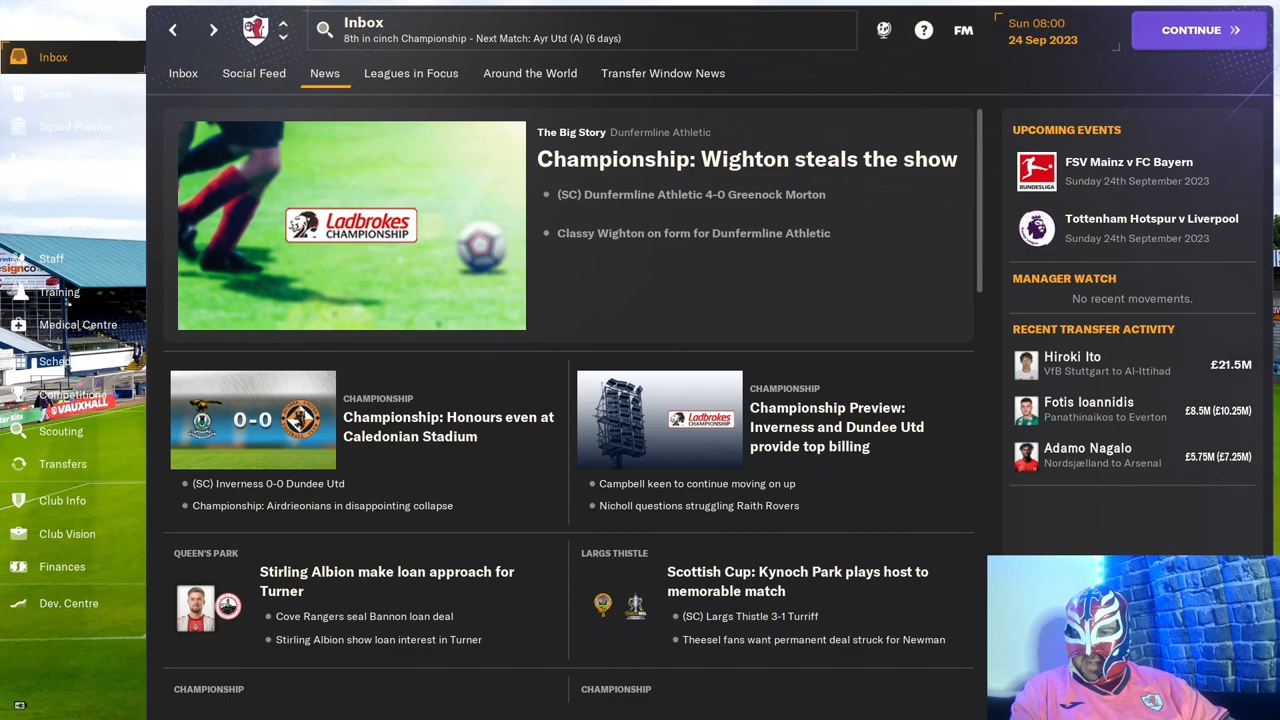 Inbox
8th in cinch Championship - Next Match: Ayr Utd (A) (6 days)
FM
Sun 08:00
24 Sep 2023
CONTINUE
Inbox
Social Feed
News
Leagues in Focus
Around the World
Transfer Window News
Inbox
Squad
Squad Planner
Staff
Training
Medical Centre
Sched
Competitions
Scouting
Transfers
Club Info
Club Vision
Finances
Dev. Centre
VAUXHALL
Ladbrokes
CHAMPIONSHIP
The Big Story Dunfermline Athletic
Championship: Wighton steals the show
(SC) Dunfermline Athletic 4-0 Greenock Morton
Classy Wighton on form for Dunfermline Athletic
0-0
CHAMPIONSHIP
Championship: Honours even at
Caledonian Stadium
(SC) Inverness 0-0 Dundee Utd
Championship: Airdrieonians in disappointing collapse
Ladbrokes
CHAMPIONSHIP
CHAMPIONSHIP
Championship Preview:
Inverness and Dundee Utd
provide top billing
Campbell keen to continue moving on up
Nicholl questions struggling Raith Rovers
QUEEN'S PARK
Stirling Albion make loan approach for
Turner
Cove Rangers seal Bannon loan deal
Stirling Albion show loan interest in Turner
LARGS THISTLE
Scottish Cup: Kynoch Park plays host to
memorable match
(SC) Largs Thistle 3-1 Turriff
Theesel fans want permanent deal struck for Newman
CHAMPIONSHIP
CHAMPIONSHIP
UPCOMING EVENTS
BUNDESLIGA
FSV Mainz v FC Bayern
Sunday 24th September 2023
Tottenham Hotspur v Liverpool
Sunday 24th September 2023
MANAGER WATCH
No recent movements.
RECENT TRANSFER ACTIVITY
Hiroki Ito
VfB Stuttgart to Al-Ittihad
£21.5M
Fotis Ioannidis
Panathinaikos to Everton
£8.5M (£10.25M)
Adamo Nagalo
Nordsjælland to Arsenal
£5.75M (£7.25M)